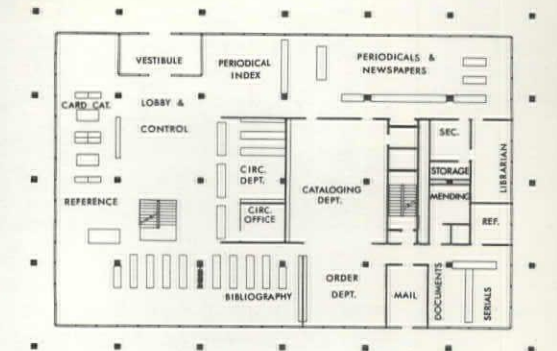 VESTIBULE
PERIODICAL
INDEX
PERIODICALS &
NEWSPAPERS
CARD CAT.
LOBBY &
CONTROL
SEC.
LIBRARIAN
CIRC.
DEPT.
STORAGE
CATALOGING
DEPT.
MENDING
REFERENCE
CIRC.
OFFICE
REF.
ORDER
DEPT.
BIBLIOGRAPHY
MAIL
DOCUMENTS
SERIALS